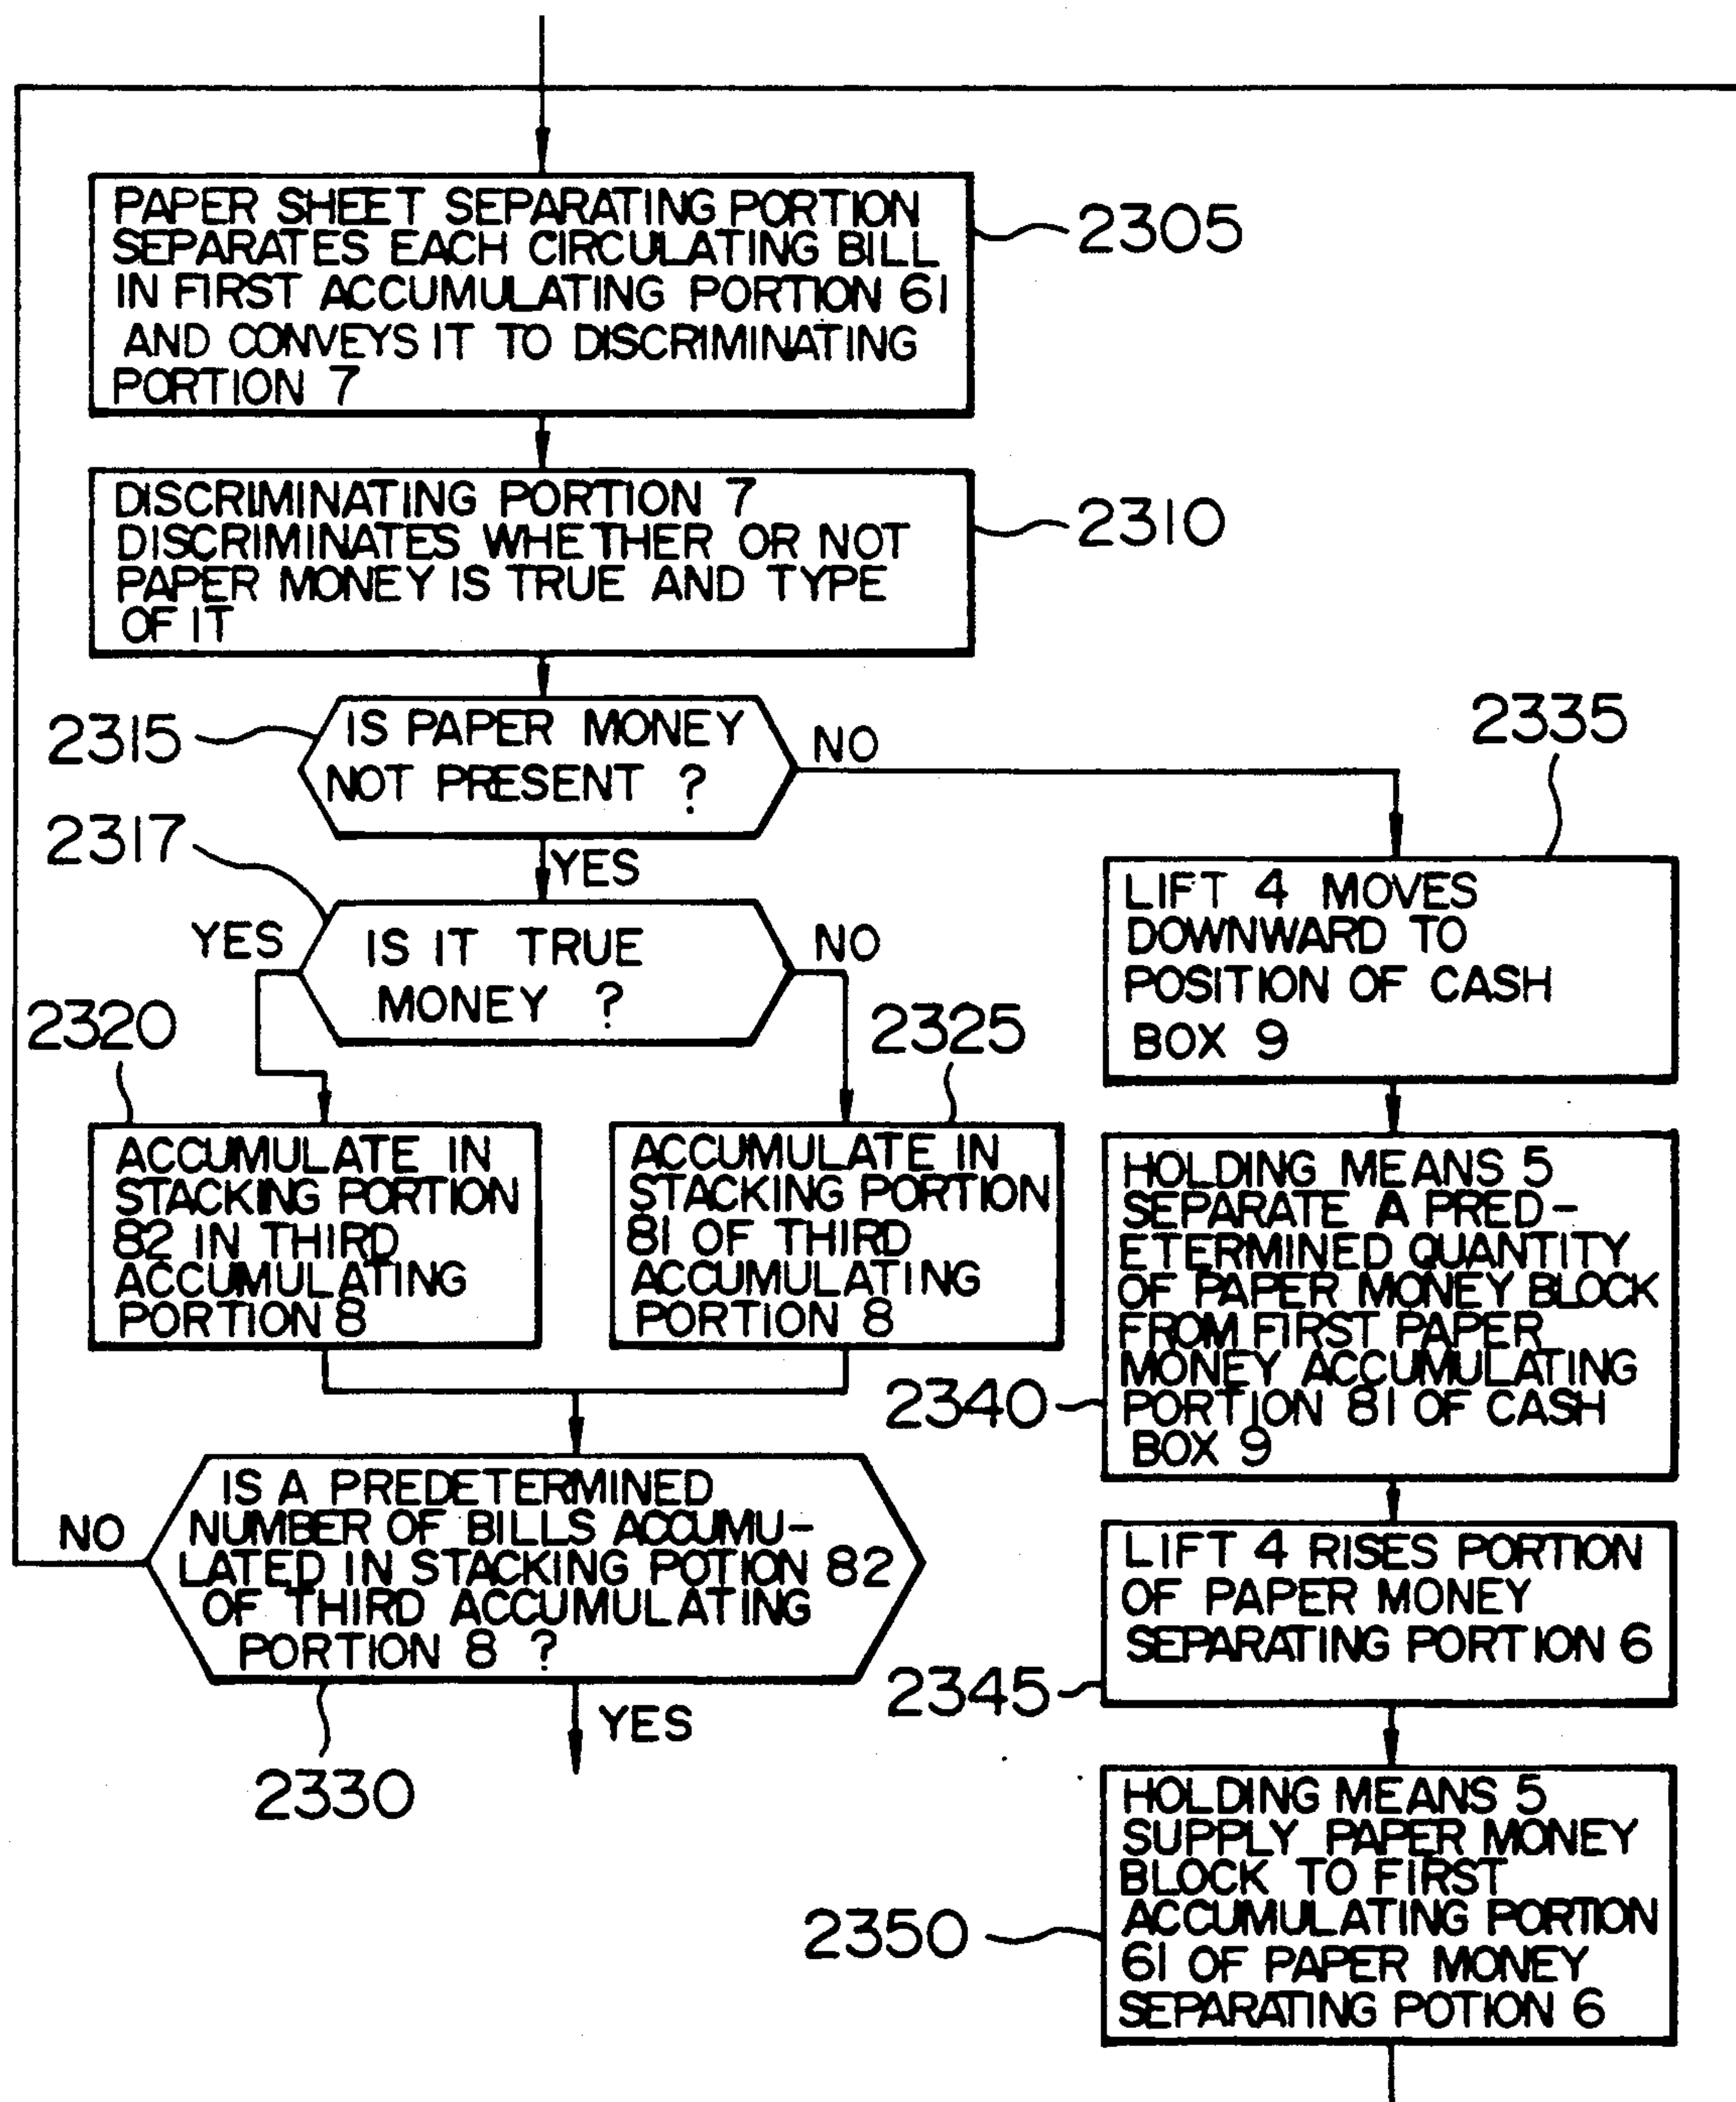 PAPER SHEET SEPARATING PORTION
SEPARATES EACH CIRCULATING BILL
IN FIRST ACCUMULATING PORTION 61
AND CONVEYS IT TO DISCRIMINATING
PORTION 7
2305
DISCRIMINATING PORTION 7
DISCRIMINATES WHETHER OR NOT
PAPER MONEY IS TRUE AND TYPE
OF IT
2310
2315
IS PAPER MONEY
NOT PRESENT ?
NO
YES
2317
IS IT TRUE
MONEY ?
YES
NO
2320
ACCUMULATE IN
STACKING PORTION
82 IN THIRD
ACCUMULATING
PORTION 8
2325
ACCUMULATE IN
STACKING PORTION
81 OF THIRD
ACCUMULATING
PORTION 8
IS A PREDETERMINED
NUMBER OF BILLS ACCUMU-
LATED IN STACKING POTION 82
OF THIRD ACCUMULATING
PORTION 8 ?
NO
YES
2330
2335
LIFT 4 MOVES
DOWNWARD TO
POSITION OF CASH
BOX 9
HOLDING MEANS 5
SEPARATE A PRED-
ETERMINED QUANTITY
OF PAPER MONEY BLOCK
FROM FIRST PAPER
MONEY ACCUMULATING
PORTION 81 OF CASH
BOX 9
2340
LIFT 4 RISES PORTION
OF PAPER MONEY
SEPARATING PORTION 6
2345
HOLDING MEANS 5
SUPPLY PAPER MONEY
BLOCK TO FIRST
ACCUMULATING PORTION
61 OF PAPER MONEY
SEPARATING POTION 6
2350